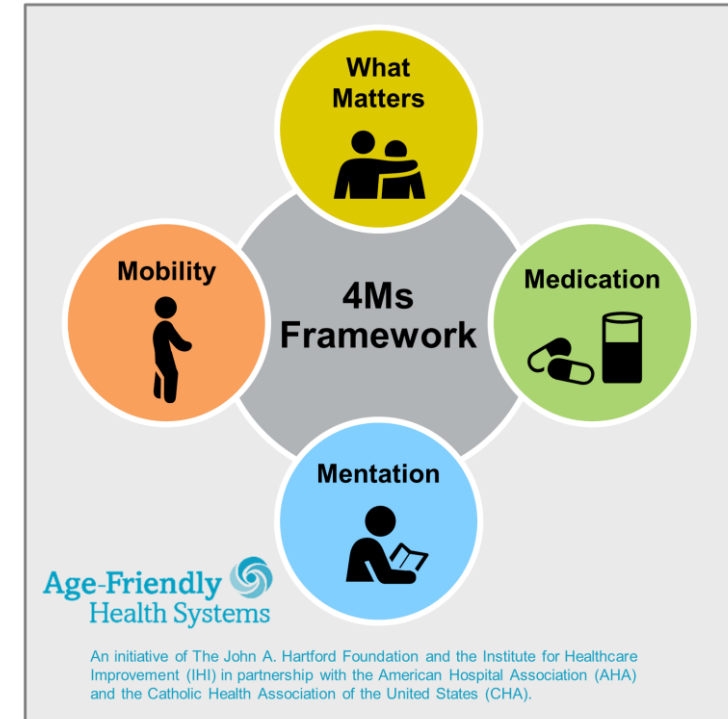 What
Matters
Mobility
4Ms
Framework
Medication
Mentation
Age-Friendly
Health Systems
An initiative of The John A. Hartford Foundation and the Institute for Healthcare
Improvement (IHI) in partnership with the American Hospital Association (AHA)
and the Catholic Health Association of the United States (CHA).